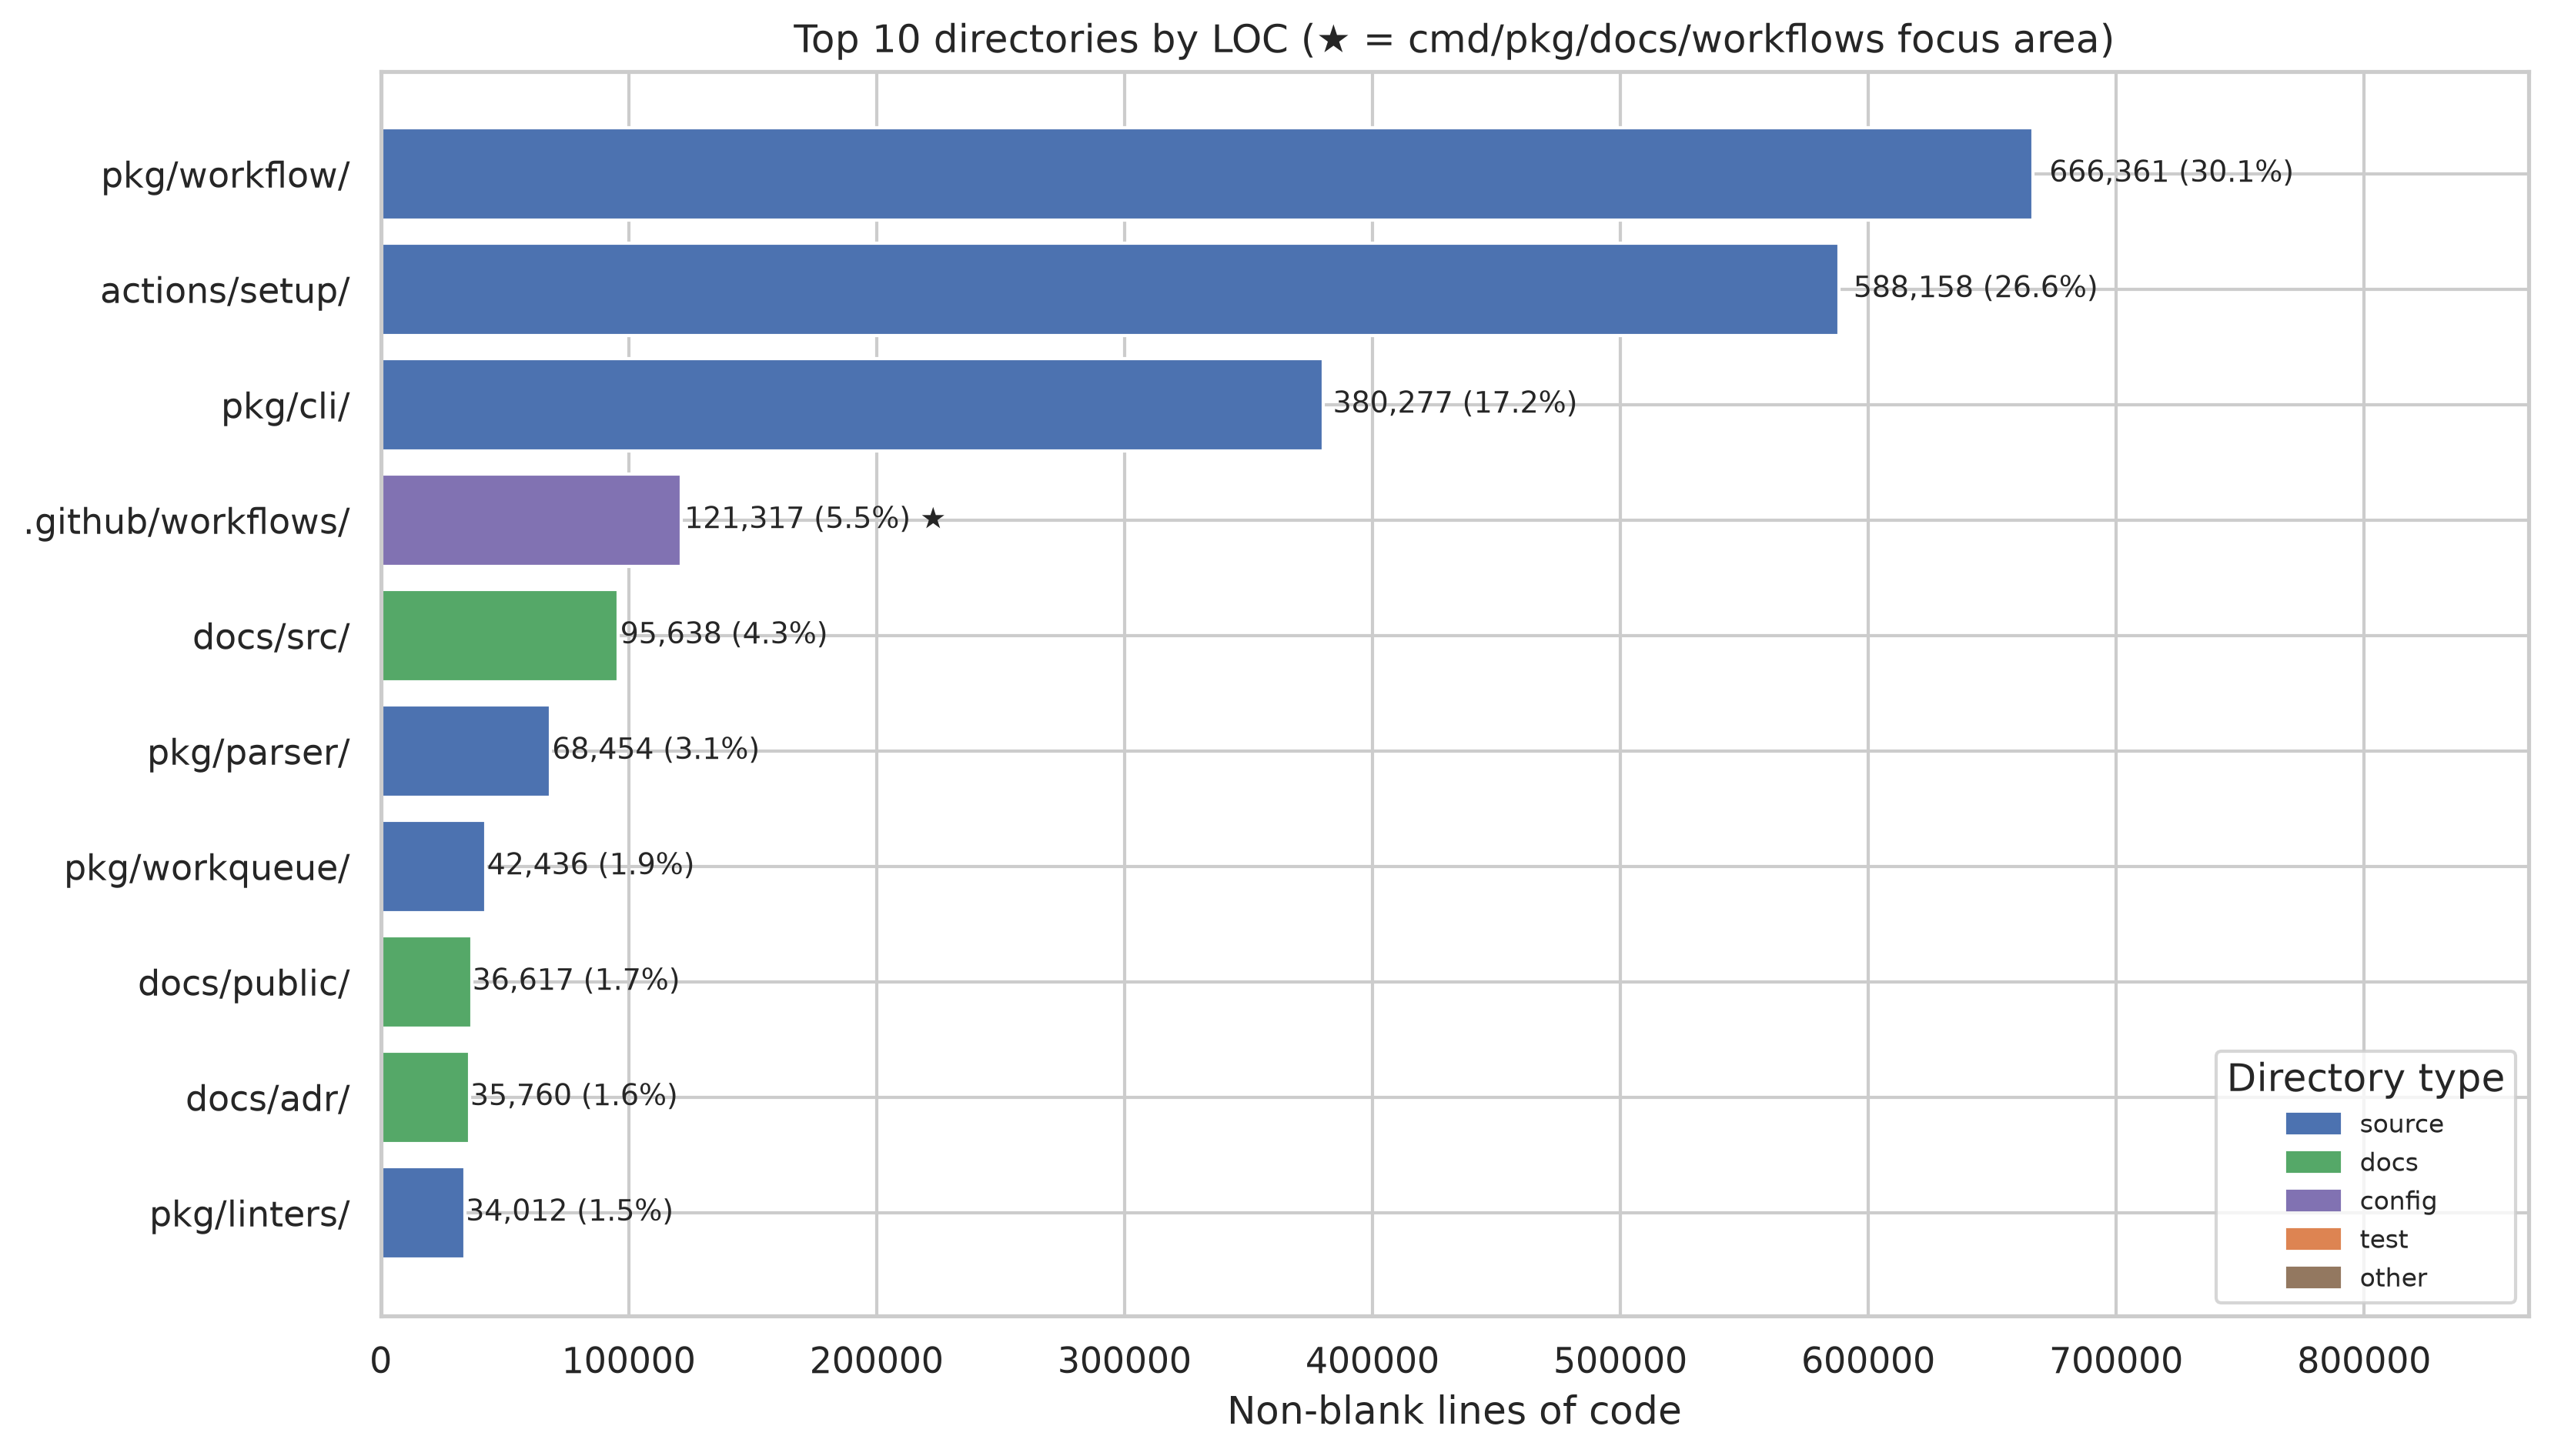 Top 10 directories by LOC (★ = cmd/pkg/docs/workflows focus area)
pkg/workflow/ 666,361 (30.1%)
actions/setup/ 588,158 (26.6%)
pkg/cli/ 380,277 (17.2%)
.github/workflows/ 121,317 (5.5%) ★
docs/src/ 95,638 (4.3%)
pkg/parser/ 68,454 (3.1%)
pkg/workqueue/ 42,436 (1.9%)
docs/public/ 36,617 (1.7%)
docs/adr/ 35,760 (1.6%)
pkg/linters/ 34,012 (1.5%)
Directory type
source
docs
config
test
other
0 100000 200000 300000 400000 500000 600000 700000 800000
Non-blank lines of code